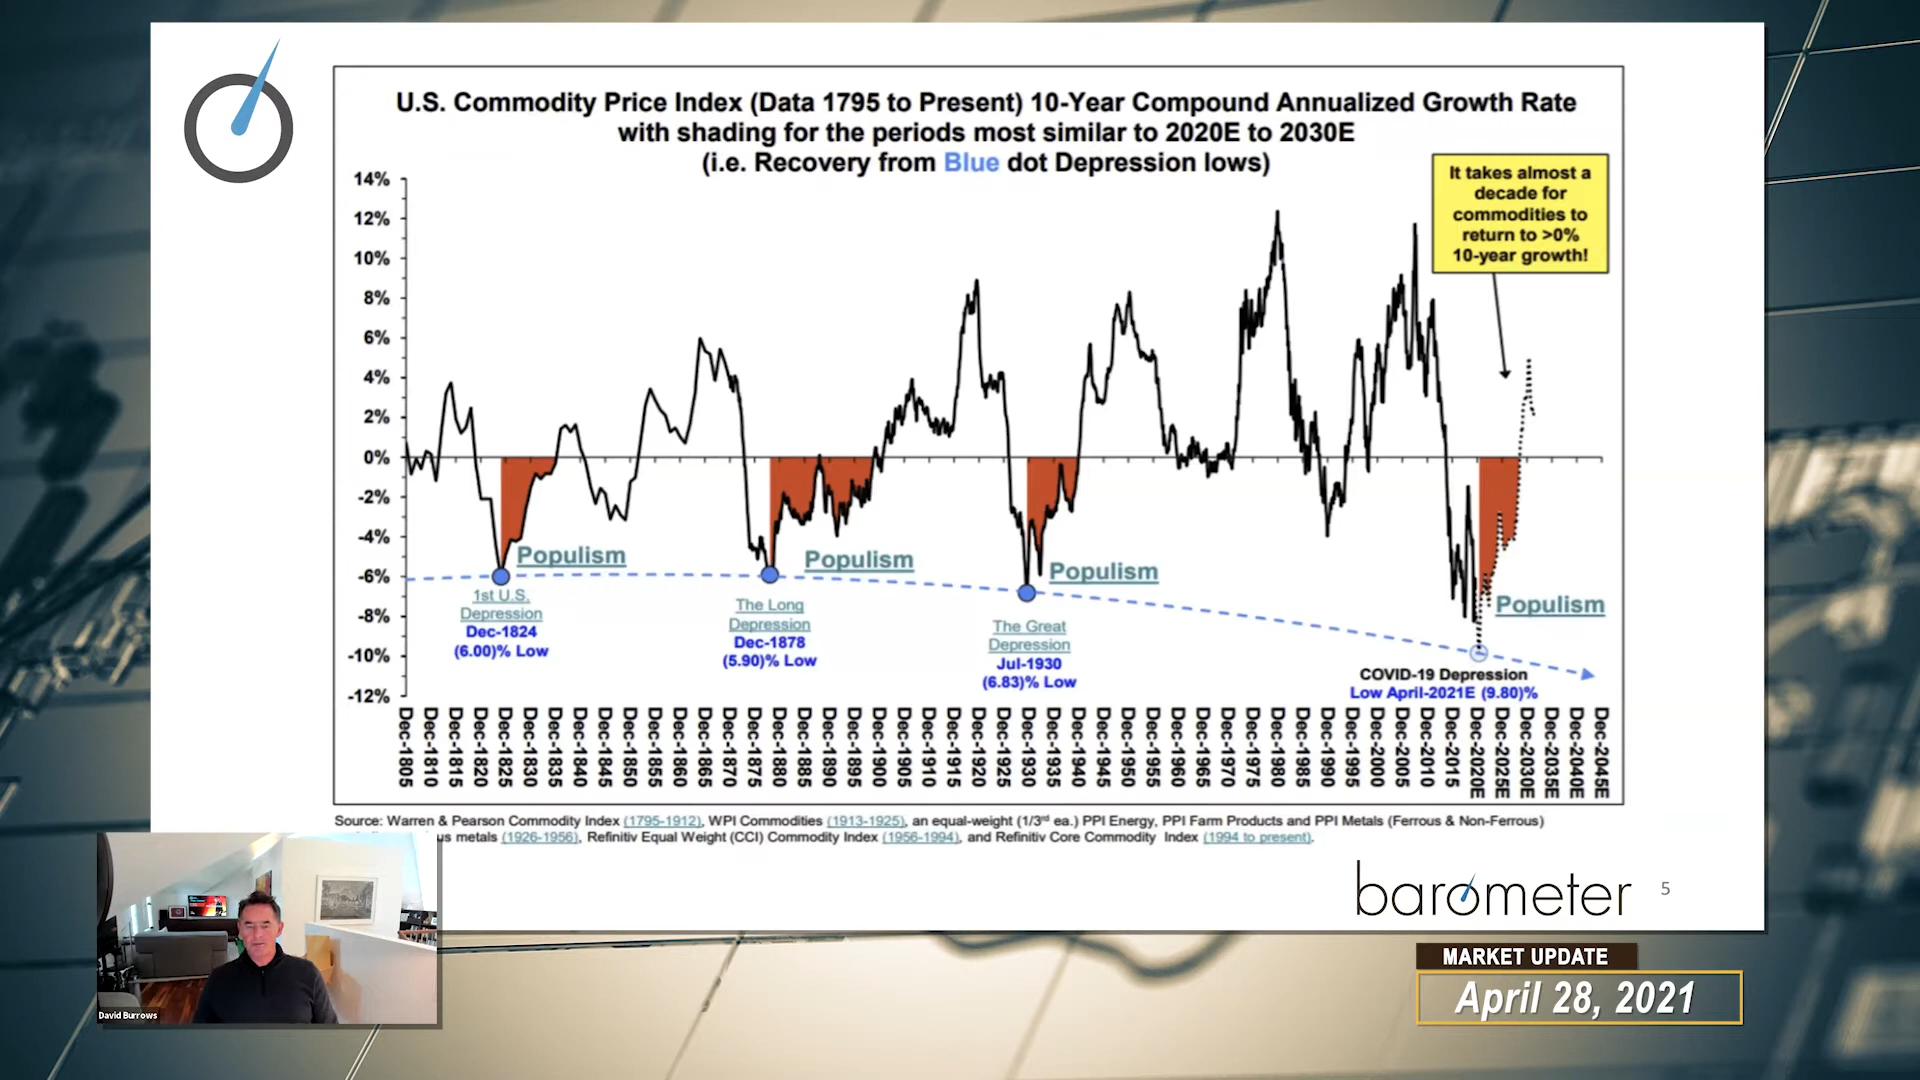 U.S. Commodity Price Index (Data 1795 to Present) 10-Year Compound Annualized Growth Rate
with shading for the periods most similar to 2020E to 2030E
(i.e. Recovery from Blue dot Depression lows)
It takes almost a
decade for
commodities to
return to >0%
10-year growth!
14%
12%
10%
8%
6%
4%
2%
0%
-2%
-4%
-6%
-8%
-10%
-12%
Populism
1st U.S.
Depression
Dec-1824
(6.00)% Low
Populism
The Long
Depression
Dec-1878
(5.90)% Low
Populism
The Great
Depression
Jul-1930
(6.83)% Low
Populism
COVID-19 Depression
Low April-2021E (9.80)%
Dec-1805
Dec-1810
Dec-1815
Dec-1820
Dec-1825
Dec-1830
Dec-1835
Dec-1840
Dec-1845
Dec-1850
Dec-1855
Dec-1860
Dec-1865
Dec-1870
Dec-1875
Dec-1880
Dec-1885
Dec-1890
Dec-1895
Dec-1900
Dec-1905
Dec-1910
Dec-1915
Dec-1920
Dec-1925
Dec-1930
Dec-1935
Dec-1940
Dec-1945
Dec-1950
Dec-1955
Dec-1960
Dec-1965
Dec-1970
Dec-1975
Dec-1980
Dec-1985
Dec-1990
Dec-1995
Dec-2000
Dec-2005
Dec-2010
Dec-2015
Dec-2020E
Dec-2025E
Dec-2030E
Dec-2035E
Dec-2040E
Dec-2045E
Source: Warren & Pearson Commodity Index (1795-1912), WPI Commodities (1913-1925), an equal-weight (1/3rd ea.) PPI Energy, PPI Farm Products and PPI Metals (Ferrous & Non-Ferrous)
us metals (1926-1956), Refinitiv Equal Weight (CCI) Commodity Index (1956-1994), and Refinitiv Core Commodity Index (1994 to present).
barometer
5
David Burrows
MARKET UPDATE
April 28, 2021